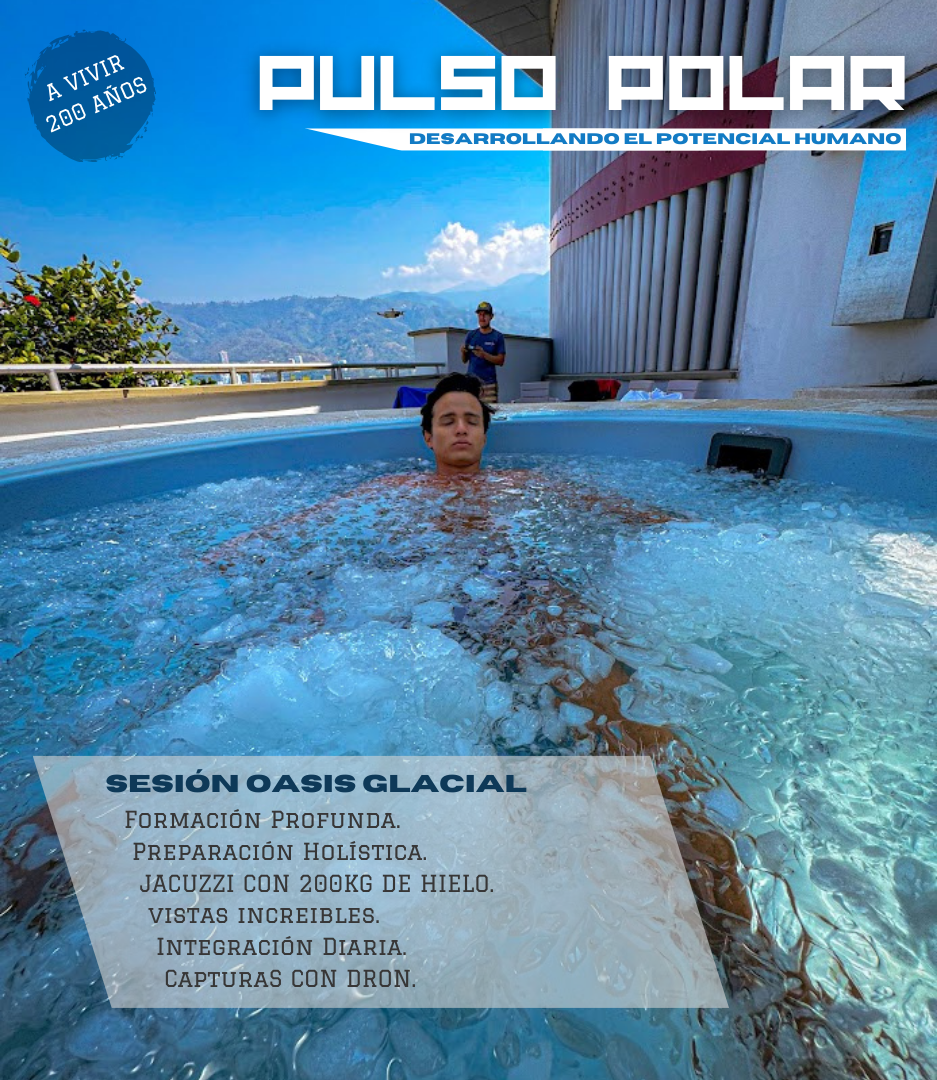 A VIVIR
200 AÑOS
PULSO POLAR
DESARROLLANDO EL POTENCIAL HUMANO
SESIÓN OASIS GLACIAL
Formación Profunda.
Preparación Holística.
JACUZZI CON 200KG DE HIELO.
VISTAS INCREIBLES.
Integración Diaria.
CapturaS CON DRON.